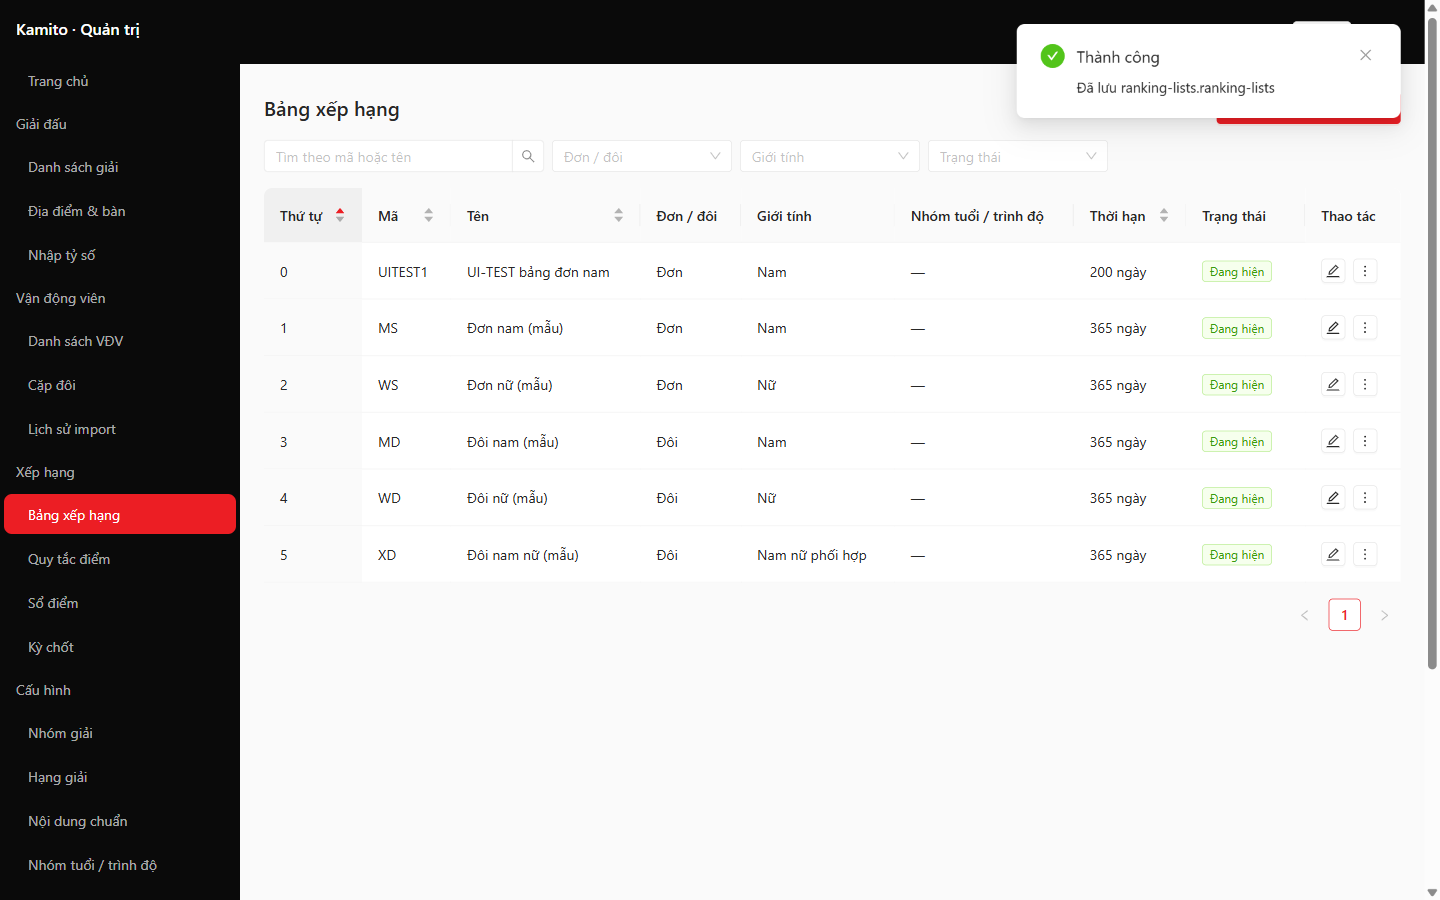 Kamito · Quản trị
Thành công
Đã lưu ranking-lists.ranking-lists
Trang chủ
Giải đấu
Danh sách giải
Địa điểm & bàn
Nhập tỷ số
Vận động viên
Danh sách VĐV
Cặp đôi
Lịch sử import
Xếp hạng
Bảng xếp hạng
Quy tắc điểm
Sổ điểm
Kỳ chốt
Cấu hình
Nhóm giải
Hạng giải
Nội dung chuẩn
Nhóm tuổi / trình độ
Bảng xếp hạng
Tìm theo mã hoặc tên Đơn / đôi Giới tính Trạng thái
Thứ tự Mã Tên Đơn / đôi Giới tính Nhóm tuổi / trình độ Thời hạn Trạng thái Thao tác
0 UITEST1 UI-TEST bảng đơn nam Đơn Nam — 200 ngày Đang hiện
1 MS Đơn nam (mẫu) Đơn Nam — 365 ngày Đang hiện
2 WS Đơn nữ (mẫu) Đơn Nữ — 365 ngày Đang hiện
3 MD Đôi nam (mẫu) Đôi Nam — 365 ngày Đang hiện
4 WD Đôi nữ (mẫu) Đôi Nữ — 365 ngày Đang hiện
5 XD Đôi nam nữ (mẫu) Đôi Nam nữ phối hợp — 365 ngày Đang hiện
1